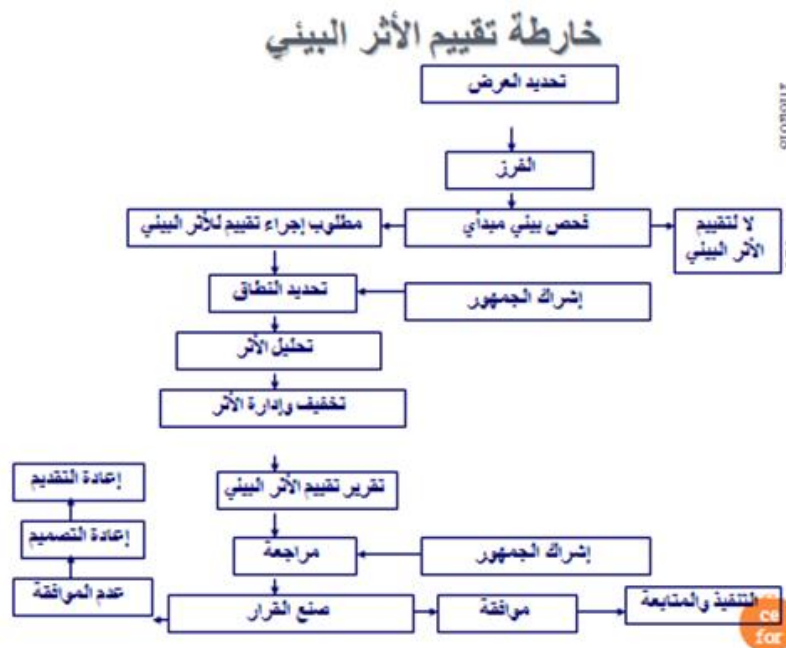 خارطة تقييم الأثر البيئي
تحديد العرض
الفرز
مطلوب إجراء تقييم للأثر البيئي
فحص بيئي مبدأي
لا لتقييم
الأثر البيئي
تحديد النطاق
إشراك الجمهور
تحليل الأثر
تخفيف وإدارة الأثر
إعادة التقديم
تقرير تقييم الأثر البيئي
إعادة التصميم
مراجعة
إشراك الجمهور
عدم الموافقة
صنع القرار
موافقة
التنفيذ والمتابعة
ce
for